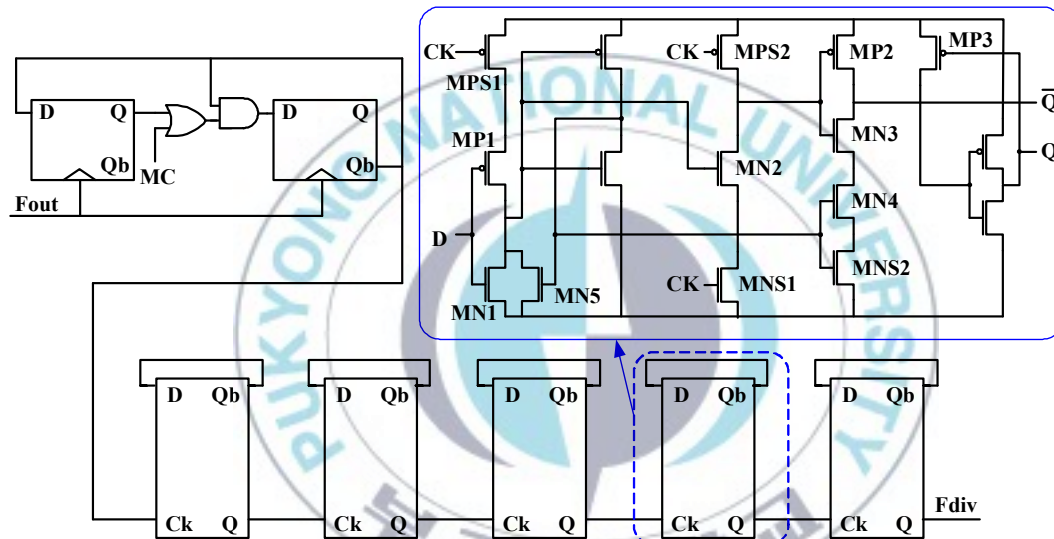 CK
MPS1
CK
MPS2
MP2
MP3
Q
D Q
D Q
MP1
MN3
Q
MN2
Qb
MC
Qb
MN4
Fout
D
CK
MNS1
MNS2
MN1
MN5
D Qb
D Qb
D Qb
D Qb
D Qb
Ck Q
Ck Q
Ck Q
Ck Q
Ck Q
Fdiv
PUKYONG NATIONAL UNIVERSITY